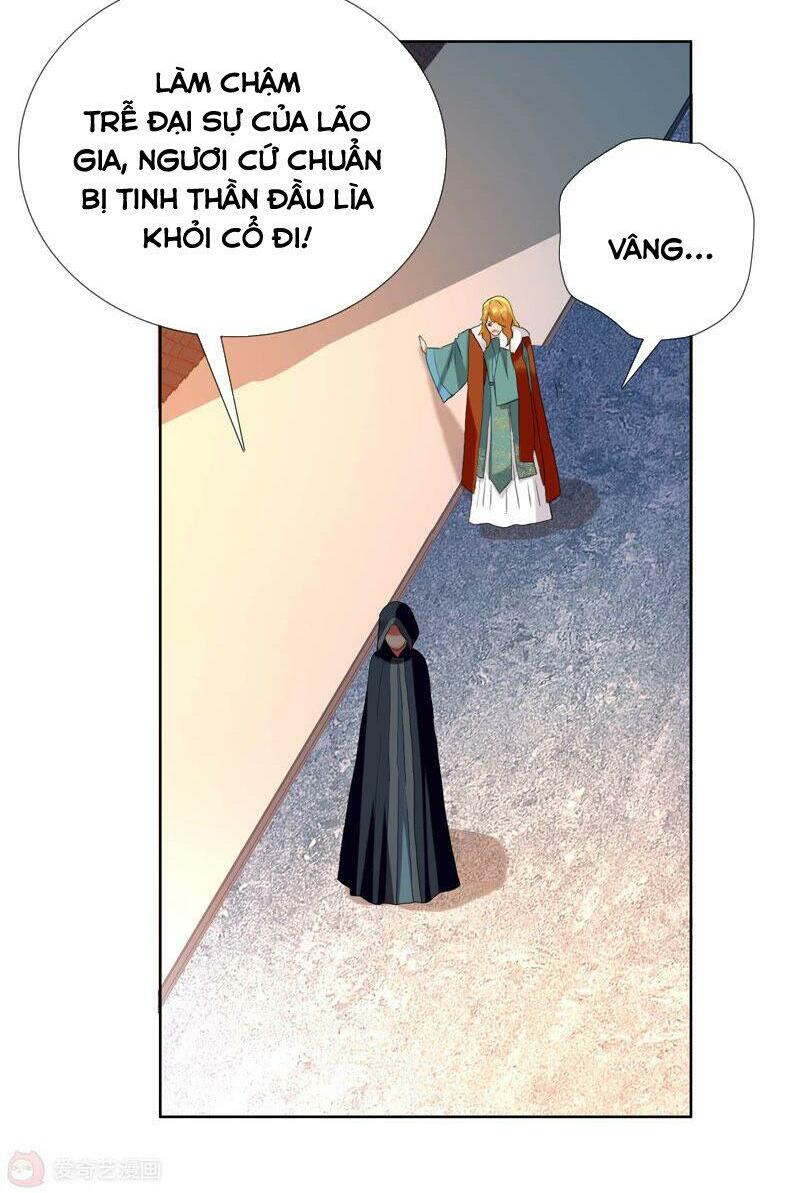 LÀM CHẬM
TRỄ ĐẠI SỰ CỦA LÃO
GIA, NGƯƠI CỨ CHUẨN
BỊ TINH THẦN ĐẦU LÌA
KHỎI CỔ ĐI!
VÂNG...
爱奇艺漫画